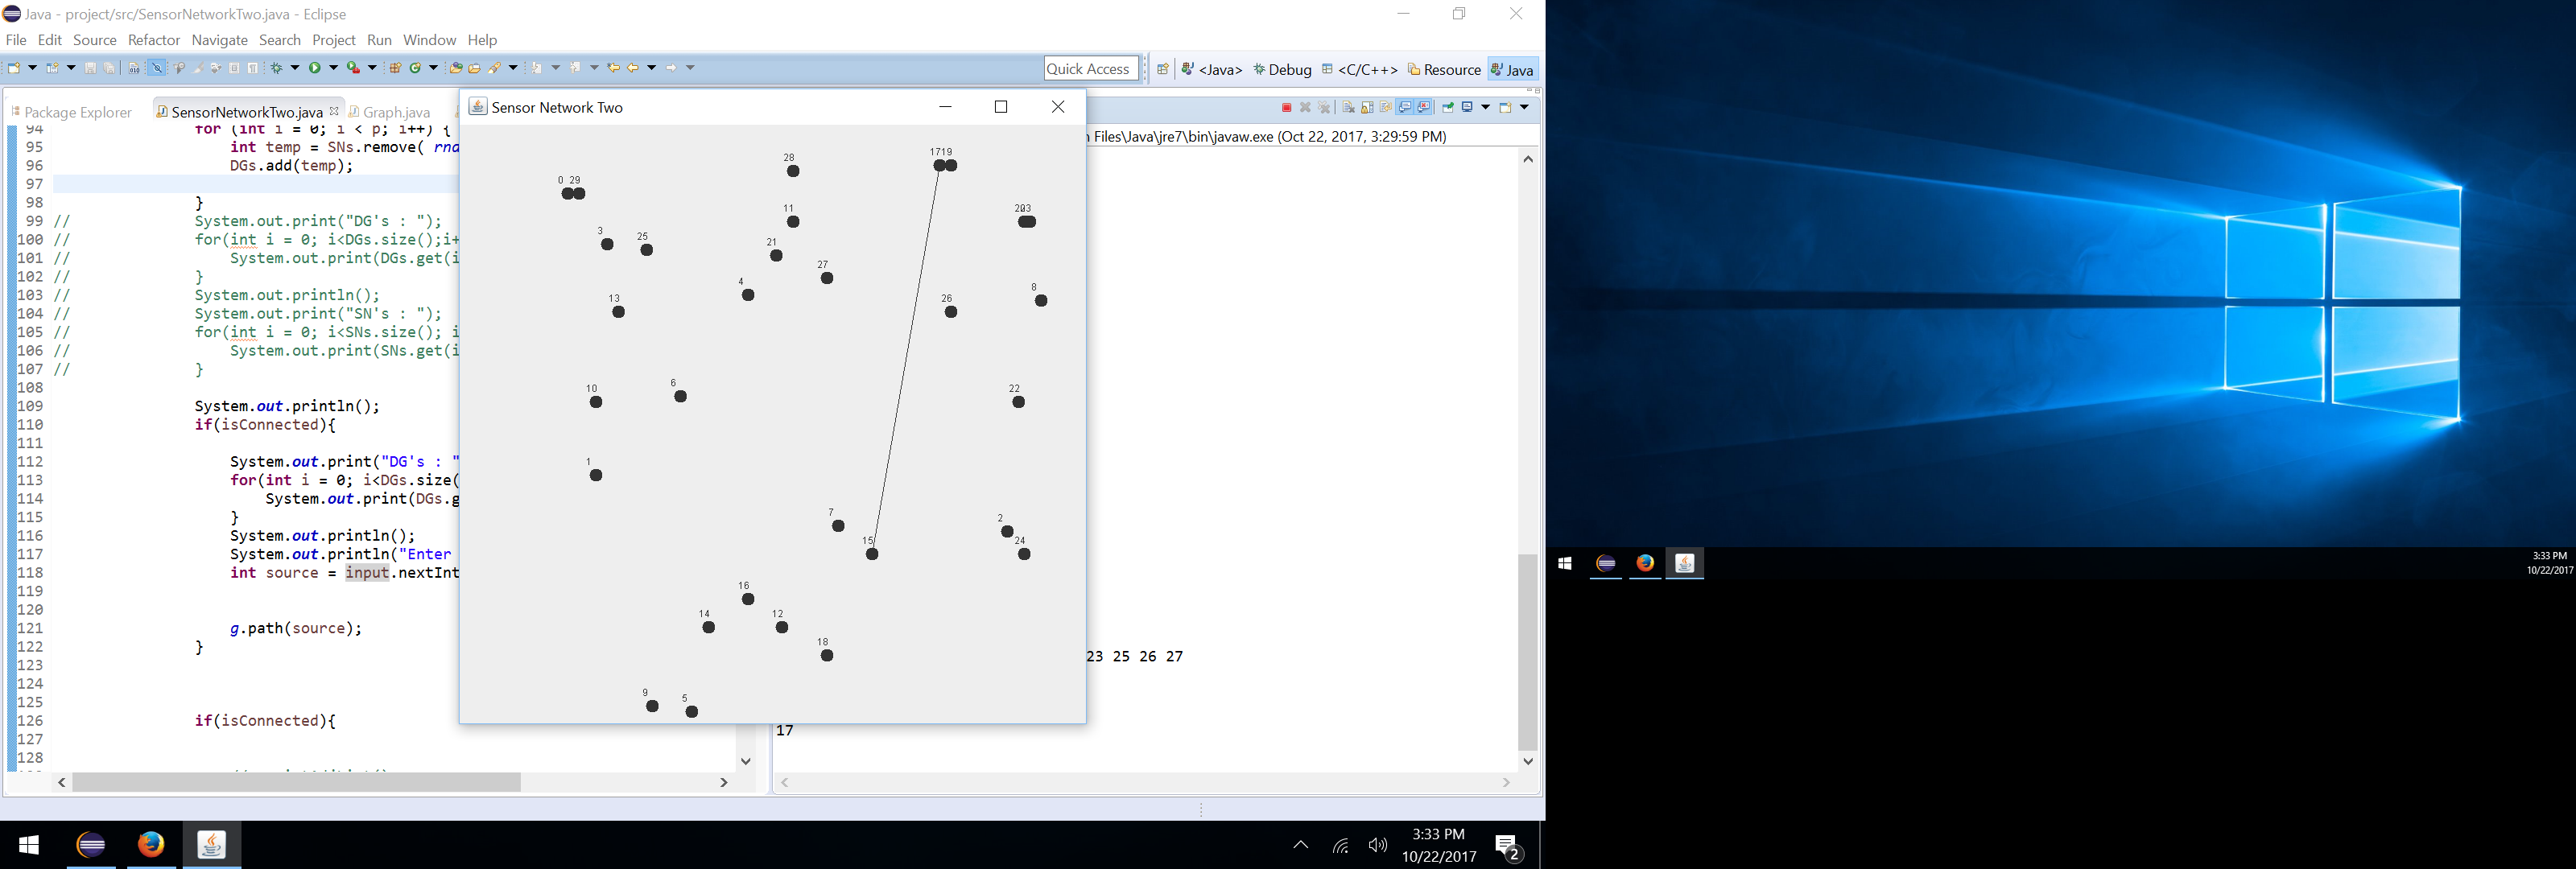 Java - project/src/SensorNetworkTwo.java - Eclipse
File Edit Source Refactor Navigate Search Project Run Window Help
Quick Access
<Java> Debug <C/C++> Resource Java
Package Explorer SensorNetworkTwo.java Graph.java
94 for (int i = 0; i < p; i++) {
95 int temp = SNs.remove( rnd
96 DGs.add(temp);
97
98 }
99 // System.out.print("DG's : ");
100 // for(int i = 0; i<DGs.size();i+
101 // System.out.print(DGs.get(i
102 // }
103 // System.out.println();
104 // System.out.print("SN's : ");
105 // for(int i = 0; i<SNs.size(); i
106 // System.out.print(SNs.get(i
107 // }
108
109 System.out.println();
110 if(isConnected){
111
112 System.out.print("DG's : "
113 for(int i = 0; i<DGs.size(
114 System.out.print(DGs.g
115 }
116 System.out.println();
117 System.out.println("Enter
118 int source = input.nextInt
119
120
121 g.path(source);
122 }
123
124
125
126 if(isConnected){
127
128
Sensor Network Two
28
17 19
0 29
11
3
25
21
27
4
13
26
8
10
6
22
1
7
2
15
24
16
14
12
18
9
5
n Files\Java\jre7\bin\javaw.exe (Oct 22, 2017, 3:29:59 PM)
23 25 26 27
17
3:33 PM
10/22/2017
2
3:33 PM
10/22/2017